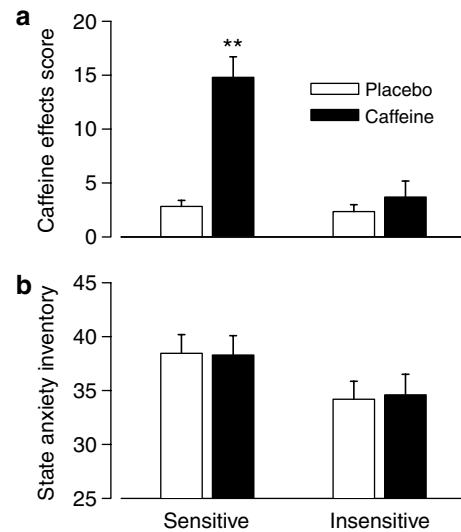 a
Caffeine effects score
20
15
10
5
0
**
Placebo
Caffeine
b
State anxiety inventory
45
40
35
30
25
Sensitive
Insensitive